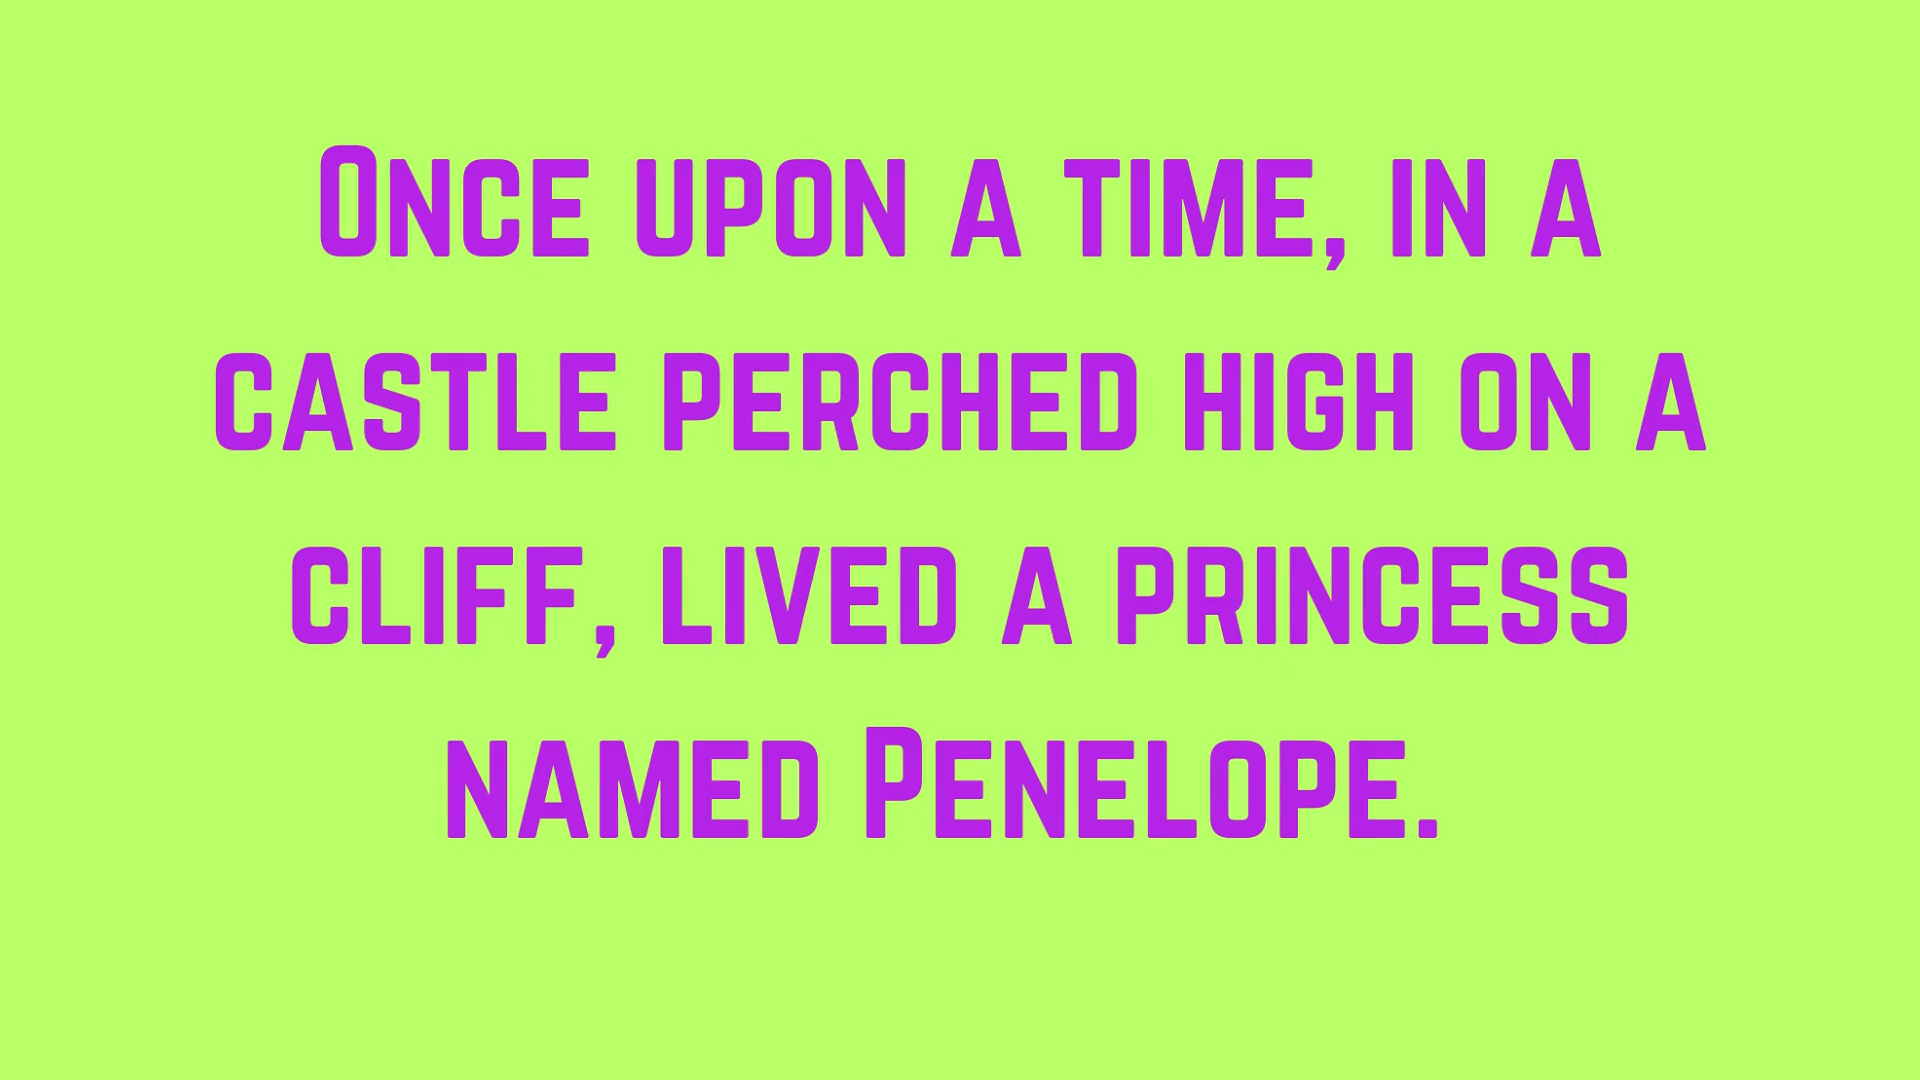 Once upon a time, in a
castle perched high on a
cliff, lived a princess
named Penelope.